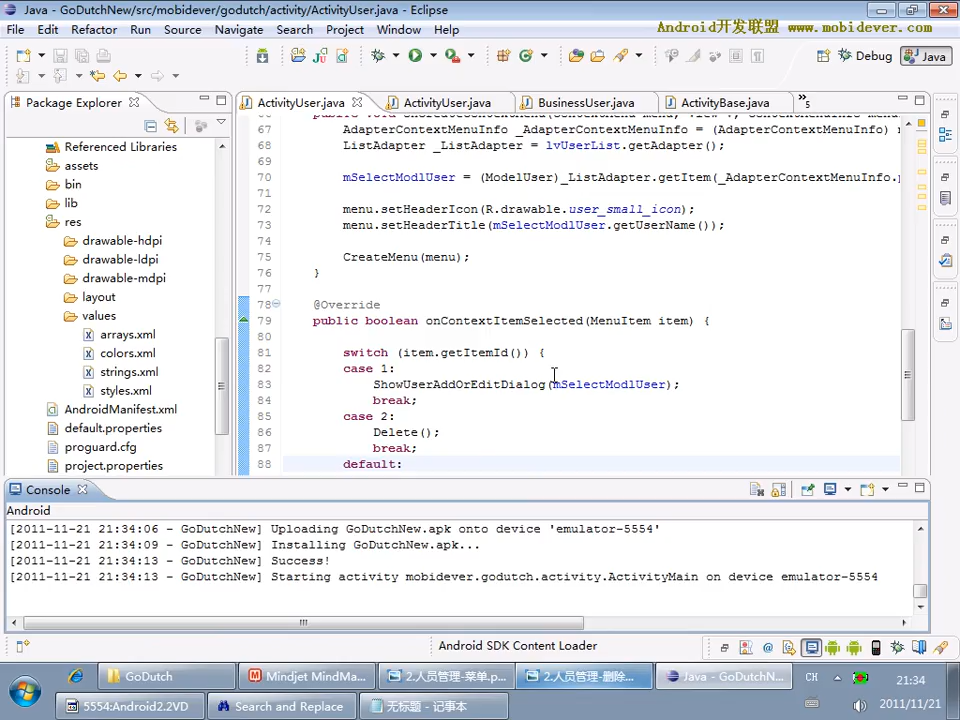 Java - GoDutchNew/src/mobidever/godutch/activity/ActivityUser.java - Eclipse
File Edit Refactor Run Source Navigate Search Project Window Help
Android开发联盟 www.mobidever.com
Debug Java
Package Explorer
ActivityUser.java ActivityUser.java BusinessUser.java ActivityBase.java »5
Referenced Libraries
assets
bin
lib
res
drawable-hdpi
drawable-ldpi
drawable-mdpi
layout
values
arrays.xml
colors.xml
strings.xml
styles.xml
AndroidManifest.xml
default.properties
proguard.cfg
project.properties
67 AdapterContextMenuInfo _AdapterContextMenuInfo = (AdapterContextMenuInfo)
68 ListAdapter _ListAdapter = lvUserList.getAdapter();
69
70 mSelectModlUser = (ModelUser)_ListAdapter.getItem(_AdapterContextMenuInfo.
71
72 menu.setHeaderIcon(R.drawable.user_small_icon);
73 menu.setHeaderTitle(mSelectModlUser.getUserName());
74
75 CreateMenu(menu);
76 }
77
78 @Override
79 public boolean onContextItemSelected(MenuItem item) {
80
81 switch (item.getItemId()) {
82 case 1:
83 ShowUserAddOrEditDialog(mSelectModlUser);
84 break;
85 case 2:
86 Delete();
87 break;
88 default:
Console
Android
[2011-11-21 21:34:06 - GoDutchNew] Uploading GoDutchNew.apk onto device 'emulator-5554'
[2011-11-21 21:34:09 - GoDutchNew] Installing GoDutchNew.apk...
[2011-11-21 21:34:13 - GoDutchNew] Success!
[2011-11-21 21:34:13 - GoDutchNew] Starting activity mobidever.godutch.activity.ActivityMain on device emulator-5554
Android SDK Content Loader
GoDutch Mindjet MindMa... 2.人员管理-菜单.p... 2.人员管理-删除... Java - GoDutchN... CH 21:34
5554:Android2.2VD Search and Replace 无标题 - 记事本 2011/11/21